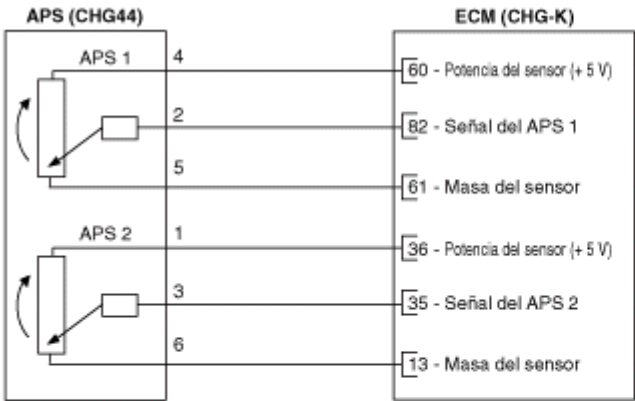 APS (CHG44)
ECM (CHG-K)
APS 1
4
60 - Potencia del sensor (+ 5 V)
2
82 - Señal del APS 1
5
61 - Masa del sensor
APS 2
1
36 - Potencia del sensor (+ 5 V)
3
35 - Señal del APS 2
6
13 - Masa del sensor